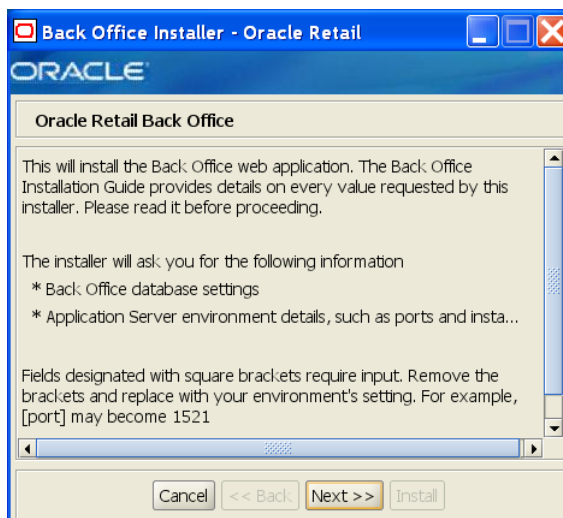 Back Office Installer - Oracle Retail
ORACLE
Oracle Retail Back Office
This will install the Back Office web application. The Back Office
Installation Guide provides details on every value requested by this
installer. Please read it before proceeding.
The installer will ask you for the following information
* Back Office database settings
* Application Server environment details, such as ports and insta...
Fields designated with square brackets require input. Remove the
brackets and replace with your environment's setting. For example,
[port] may become 1521
Cancel << Back Next >> Install